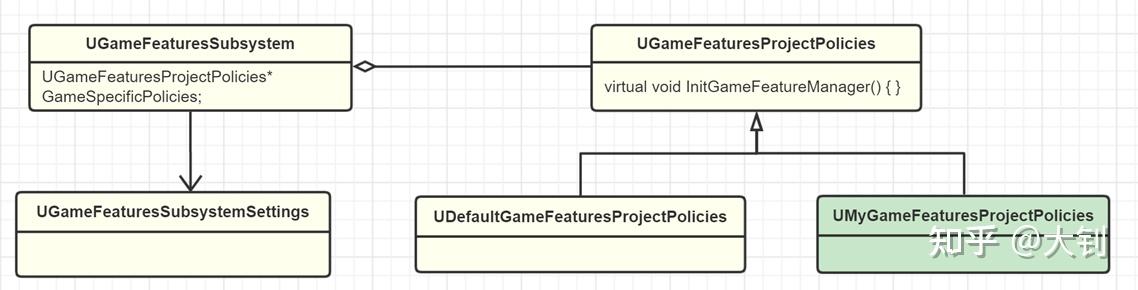 UGameFeaturesSubsystem
UGameFeaturesProjectPolicies*
GameSpecificPolicies;
UGameFeaturesProjectPolicies
virtual void InitGameFeatureManager() { }
UGameFeaturesSubsystemSettings
UDefaultGameFeaturesProjectPolicies
UMyGameFeaturesProjectPolicies
知乎 @大钊